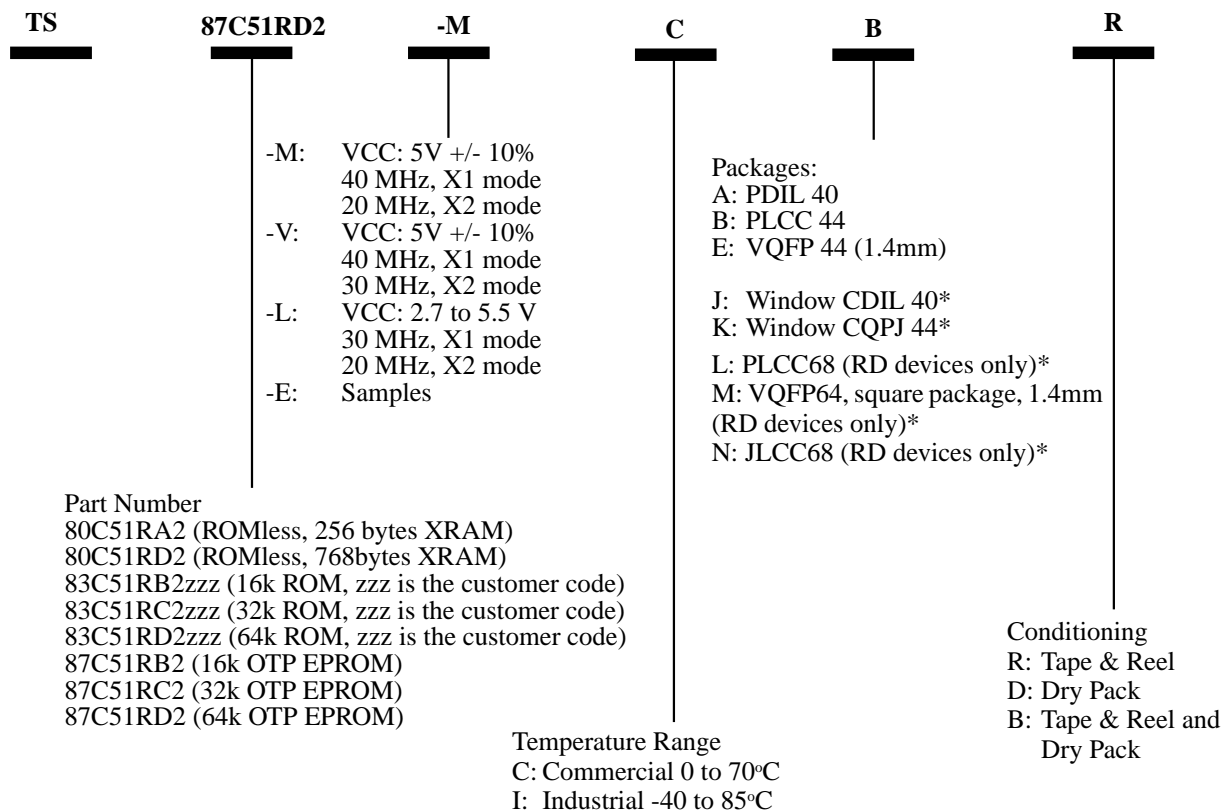 TS 87C51RD2 -M C B R
-M: VCC: 5V +/- 10%
40 MHz, X1 mode
20 MHz, X2 mode
-V: VCC: 5V +/- 10%
40 MHz, X1 mode
30 MHz, X2 mode
-L: VCC: 2.7 to 5.5 V
30 MHz, X1 mode
20 MHz, X2 mode
-E: Samples
Packages:
A: PDIL 40
B: PLCC 44
E: VQFP 44 (1.4mm)
J: Window CDIL 40*
K: Window CQPJ 44*
L: PLCC68 (RD devices only)*
M: VQFP64, square package, 1.4mm
(RD devices only)*
N: JLCC68 (RD devices only)*
Part Number
80C51RA2 (ROMless, 256 bytes XRAM)
80C51RD2 (ROMless, 768bytes XRAM)
83C51RB2zzz (16k ROM, zzz is the customer code)
83C51RC2zzz (32k ROM, zzz is the customer code)
83C51RD2zzz (64k ROM, zzz is the customer code)
87C51RB2 (16k OTP EPROM)
87C51RC2 (32k OTP EPROM)
87C51RD2 (64k OTP EPROM)
Temperature Range
C: Commercial 0 to 70°C
I: Industrial -40 to 85°C
Conditioning
R: Tape & Reel
D: Dry Pack
B: Tape & Reel and
Dry Pack